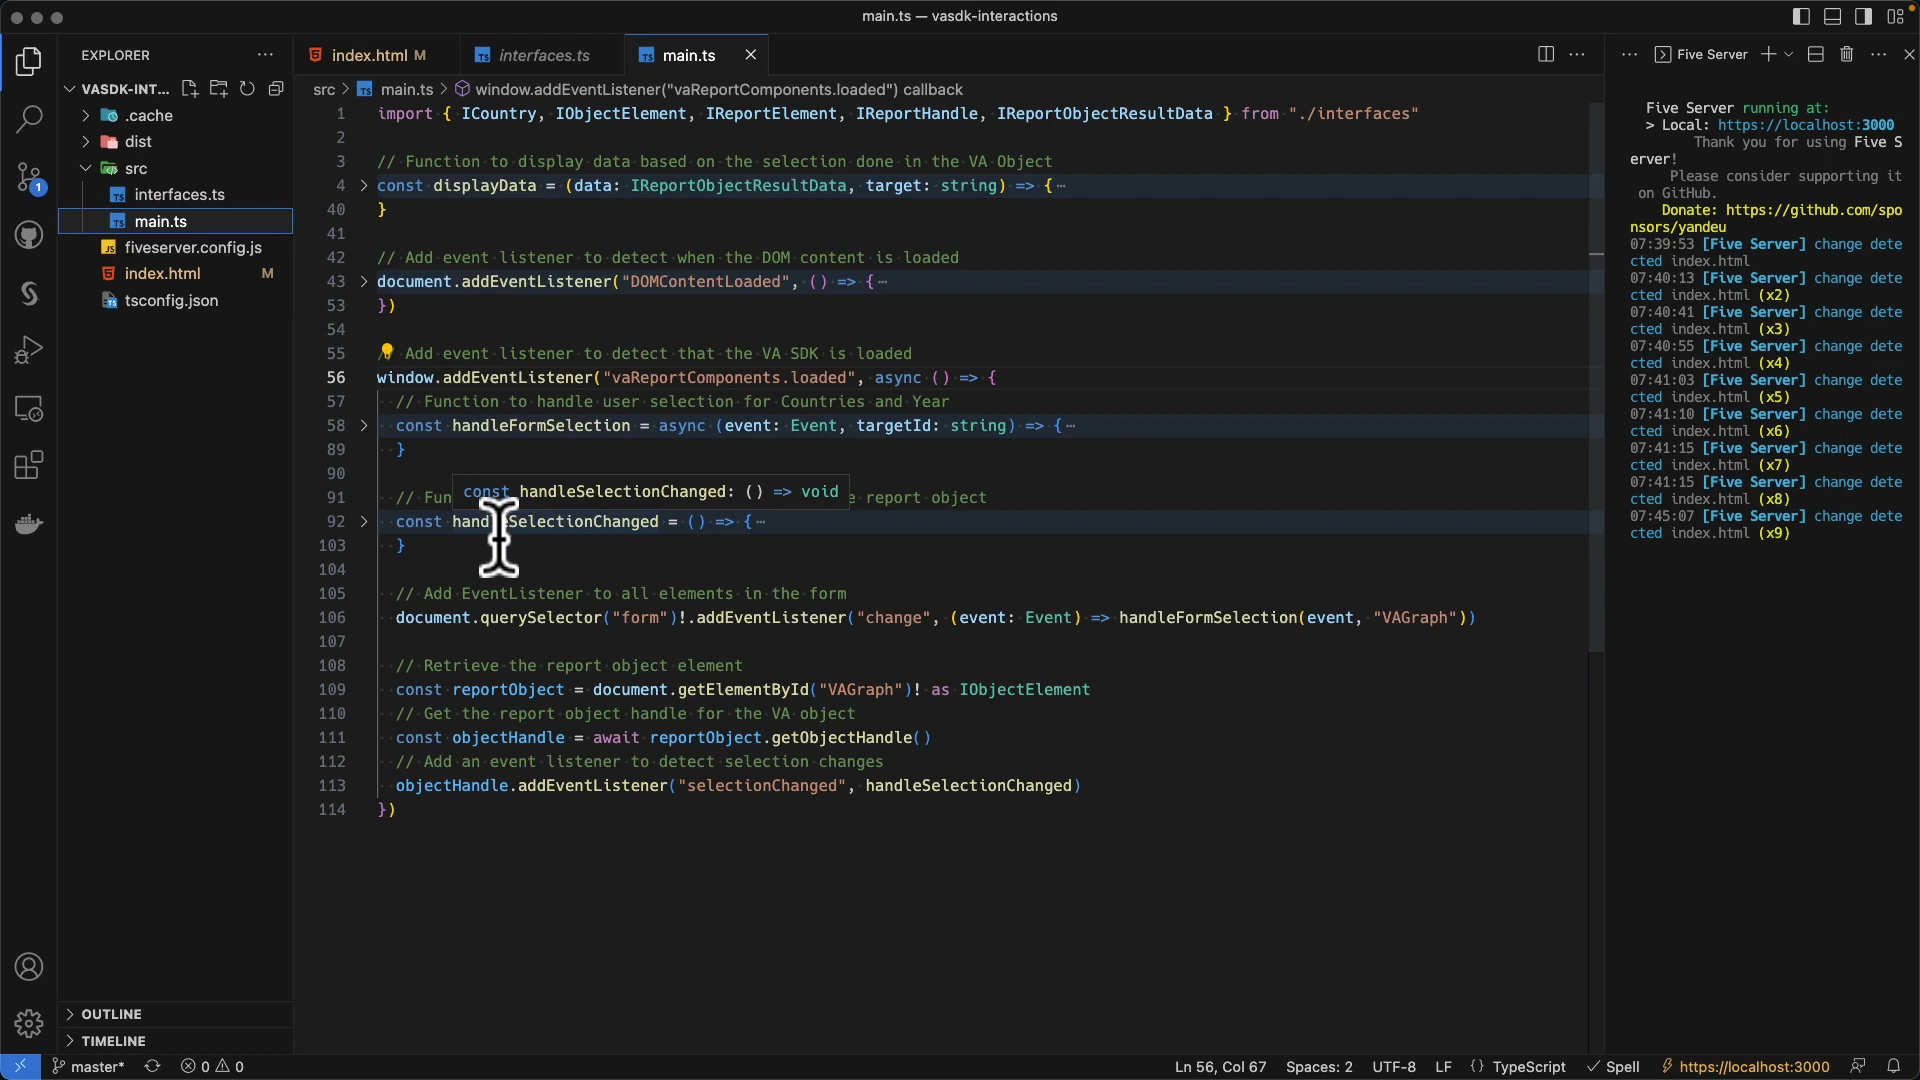 main.ts — vasdk-interactions
EXPLORER
VASDK-INT...
.cache
dist
src
interfaces.ts
main.ts
fiveserver.config.js
index.html M
tsconfig.json
OUTLINE
TIMELINE
1
index.html M
interfaces.ts
main.ts
src > main.ts > window.addEventListener("vaReportComponents.loaded") callback
1 import { ICountry, IObjectElement, IReportElement, IReportHandle, IReportObjectResultData } from "./interfaces"
2
3 // Function to display data based on the selection done in the VA Object
4 const displayData = (data: IReportObjectResultData, target: string) => {
40 }
41
42 // Add event listener to detect when the DOM content is loaded
43 document.addEventListener("DOMContentLoaded", () => {
53 })
54
55 // Add event listener to detect that the VA SDK is loaded
56 window.addEventListener("vaReportComponents.loaded", async () => {
57 // Function to handle user selection for Countries and Year
58 const handleFormSelection = async (event: Event, targetId: string) => {
89 }
90
const handleSelectionChanged: () => void
91 // Fun e report object
92 const handleSelectionChanged = () => {
103 }
104
105 // Add EventListener to all elements in the form
106 document.querySelector("form")!.addEventListener("change", (event: Event) => handleFormSelection(event, "VAGraph"))
107
108 // Retrieve the report object element
109 const reportObject = document.getElementById("VAGraph")! as IObjectElement
110 // Get the report object handle for the VA object
111 const objectHandle = await reportObject.getObjectHandle()
112 // Add an event listener to detect selection changes
113 objectHandle.addEventListener("selectionChanged", handleSelectionChanged)
114 })
Five Server
Five Server running at:
> Local: https://localhost:3000
Thank you for using Five S
erver!
Please consider supporting it
on GitHub.
Donate: https://github.com/spo
nsors/yandeu
07:39:53 [Five Server] change dete
cted index.html
07:40:13 [Five Server] change dete
cted index.html (x2)
07:40:41 [Five Server] change dete
cted index.html (x3)
07:40:55 [Five Server] change dete
cted index.html (x4)
07:41:03 [Five Server] change dete
cted index.html (x5)
07:41:10 [Five Server] change dete
cted index.html (x6)
07:41:15 [Five Server] change dete
cted index.html (x7)
07:41:15 [Five Server] change dete
cted index.html (x8)
07:45:07 [Five Server] change dete
cted index.html (x9)
master* 0 0 Ln 56, Col 67 Spaces: 2 UTF-8 LF {} TypeScript Spell https://localhost:3000